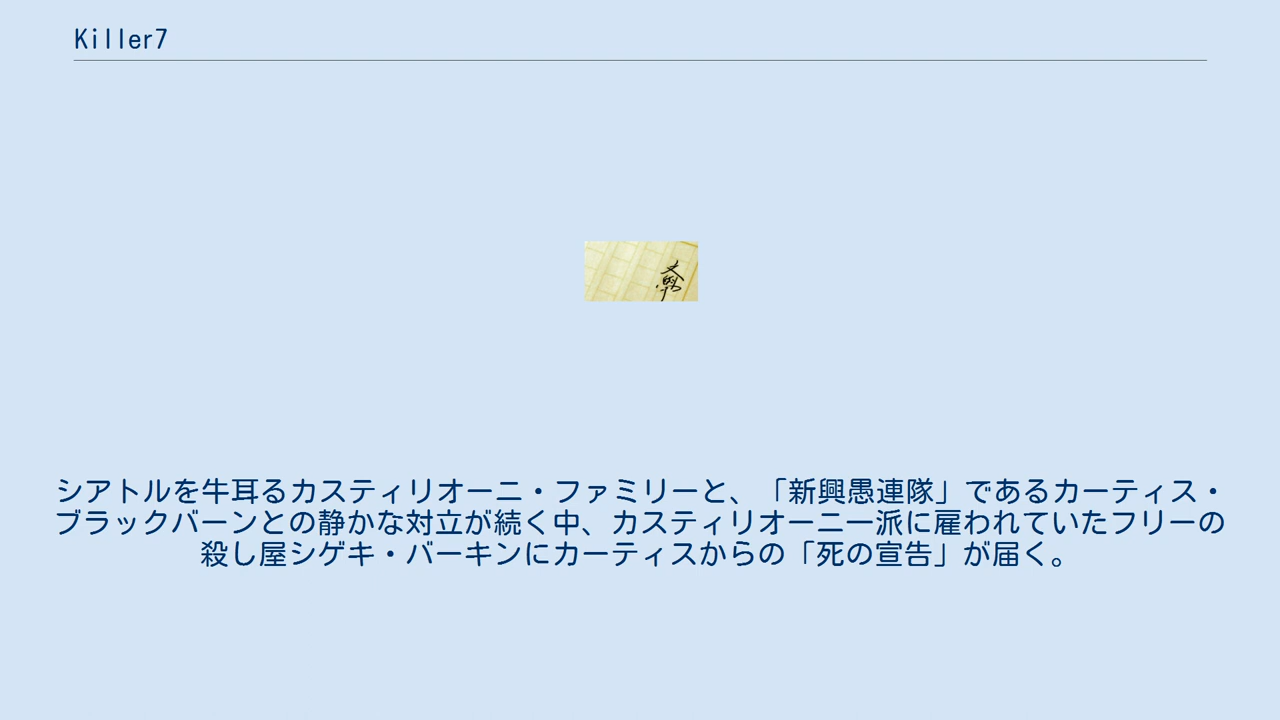 Killer7
シアトルを牛耳るカスティリオーニ・ファミリーと、「新興愚連隊」であるカーティス・
ブラックバーンとの静かな対立が続く中、カスティリオーニー派に雇われていたフリーの
殺し屋シゲキ・バーキンにカーティスからの「死の宣告」が届く。